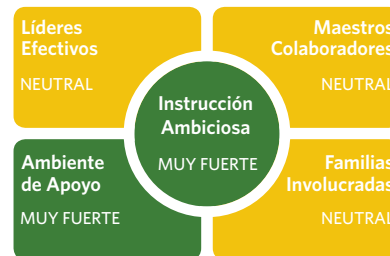 Líderes
Efectivos
NEUTRAL
Maestros
Colaboradores
NEUTRAL
Instrucción
Ambiciosa
MUY FUERTE
Ambiente
de Apoyo
MUY FUERTE
Familias
Involucradas
NEUTRAL